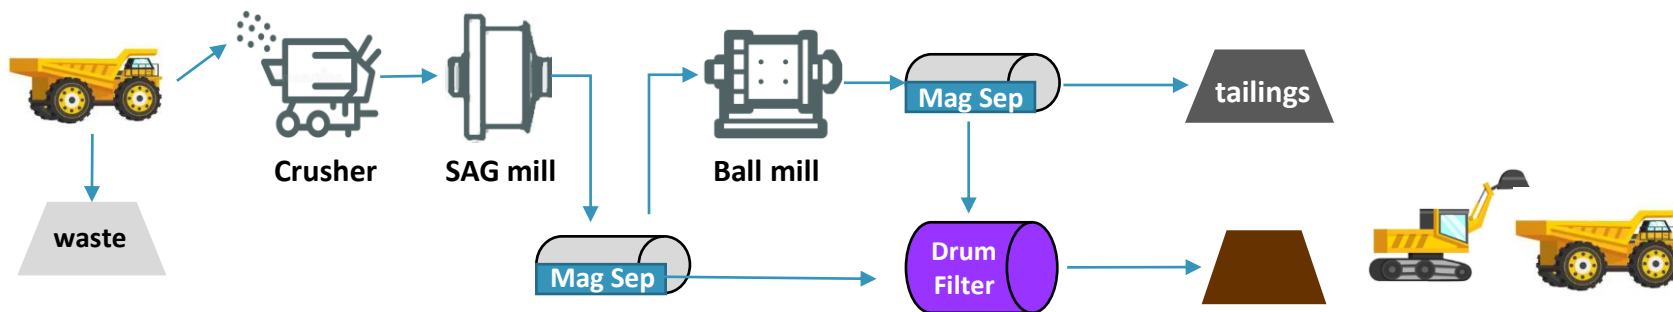 Crusher
SAG mill
Ball mill
Mag Sep
tailings
waste
Mag Sep
Drum
Filter